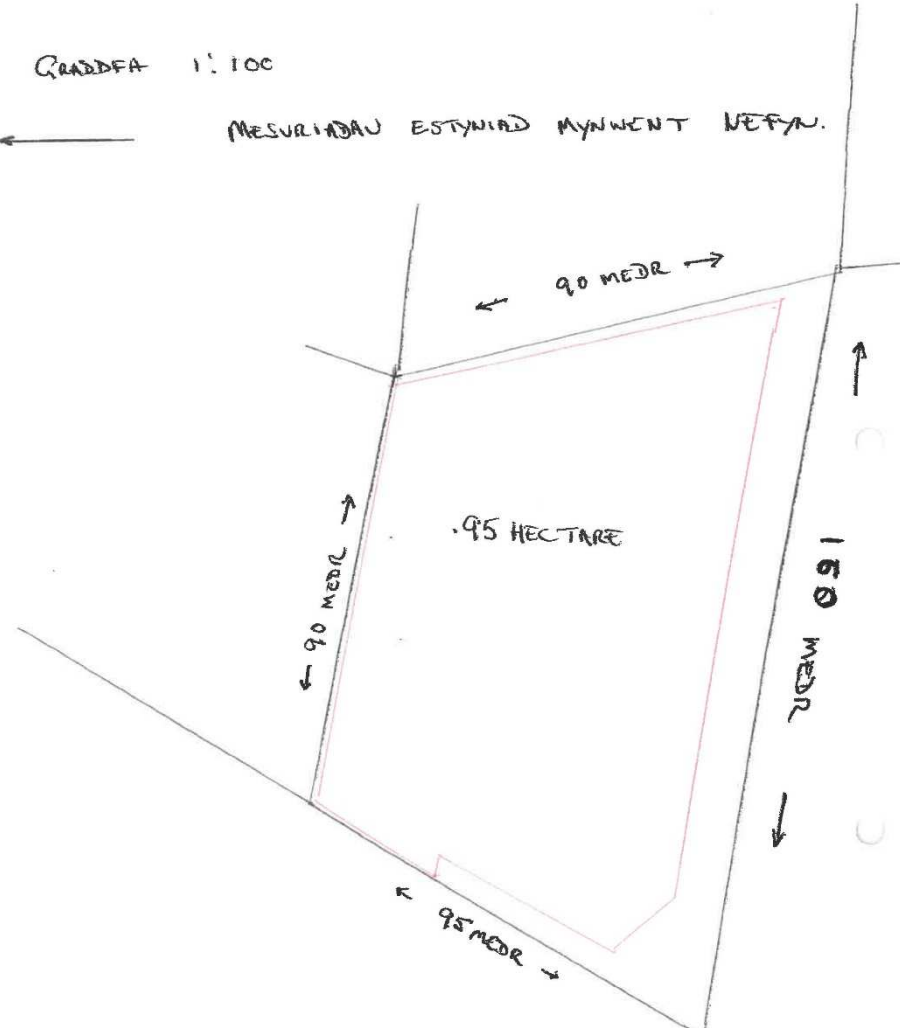 GRADDFA 1:100
MESURIADAU ESTYNIAD MYNWENT NEFYN.
90 MEDR
.95 HECTARE
90 MEDR
160 MEDR
95 MEDR